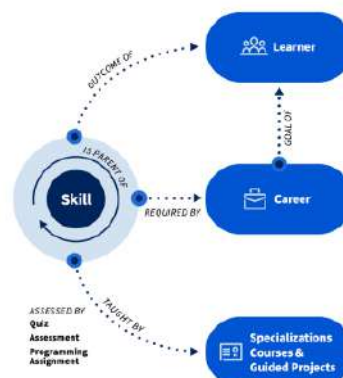 OUTCOME OF
Learner
IS PARENT OF
GOAL OF
Skill
REQUIRED BY
Career
ASSESSED BY
Quiz
Assessment
Programming
Assignment
TAUGHT BY
Specializations
Courses &
Guided Projects